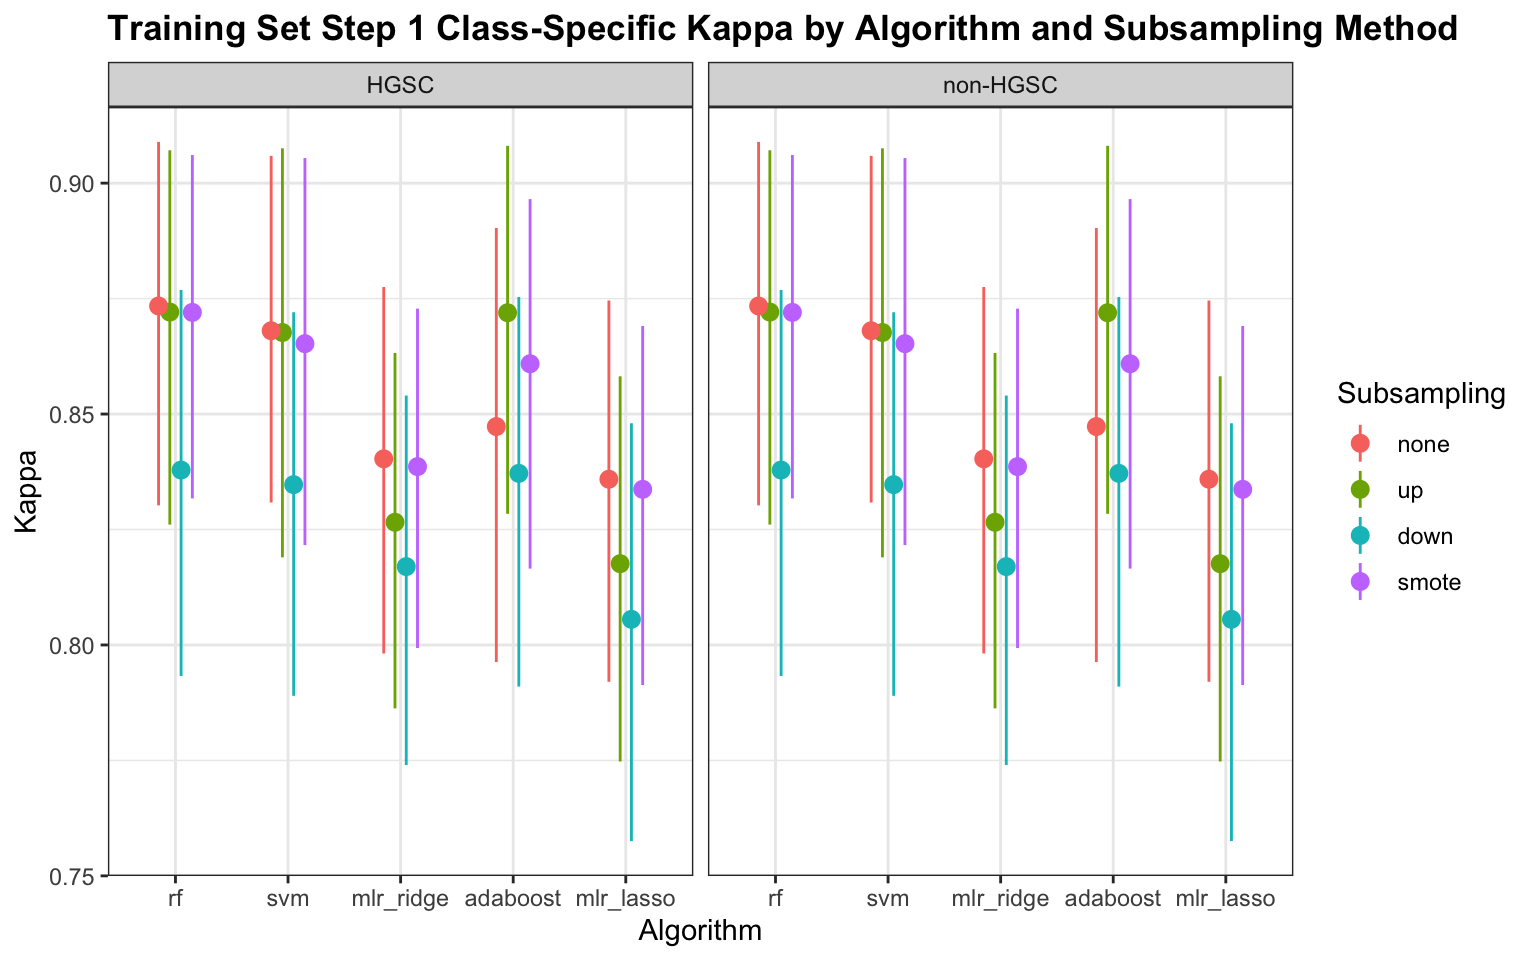 Training Set Step 1 Class-Specific Kappa by Algorithm and Subsampling Method
HGSC
non-HGSC
Kappa
0.90
0.85
0.80
0.75
rf
svm
mlr_ridge
adaboost
mlr_lasso
rf
svm
mlr_ridge
adaboost
mlr_lasso
Algorithm
Subsampling
none
up
down
smote